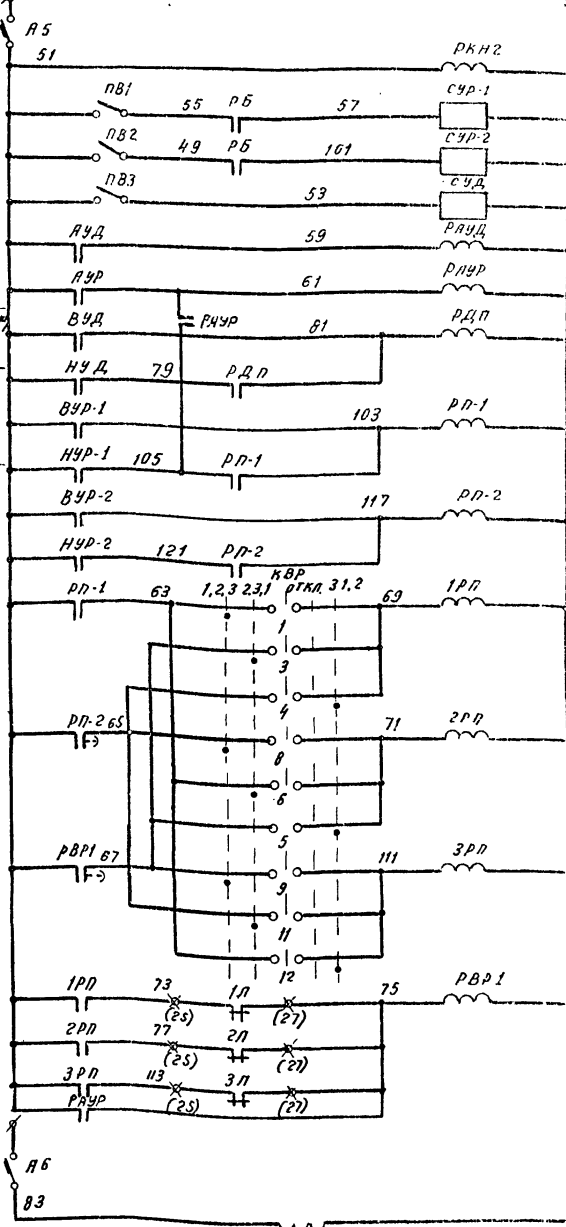 А5
51 РКН2
ПВ1 55 РБ 57 СУР-1
ПВ2 49 РБ 101 СУР-2
ПВ3 53 СУД
АУД 59 РАУД
АУР 61 РАУР
РАУР
ВУД 81 РДП
НУД 79 РДП
ВУР-1 103 РП-1
НУР-1 105 РП-1
ВУР-2 117 РП-2
НУР-2 121 РП-2
КВР
РП-1 63 1,2,3 2,3,1 откл. 3 1,2 69 1РП
1
3
4
РП-2 65 71 2РП
8
6
5
РВР1 67 111 3РП
9
11
12
1РП 73 1Л 75 РВР1
(25) (27)
2РП 77 2Л
(25) (27)
3РП 113 3Л
(25) (27)
РАУР
А6
83